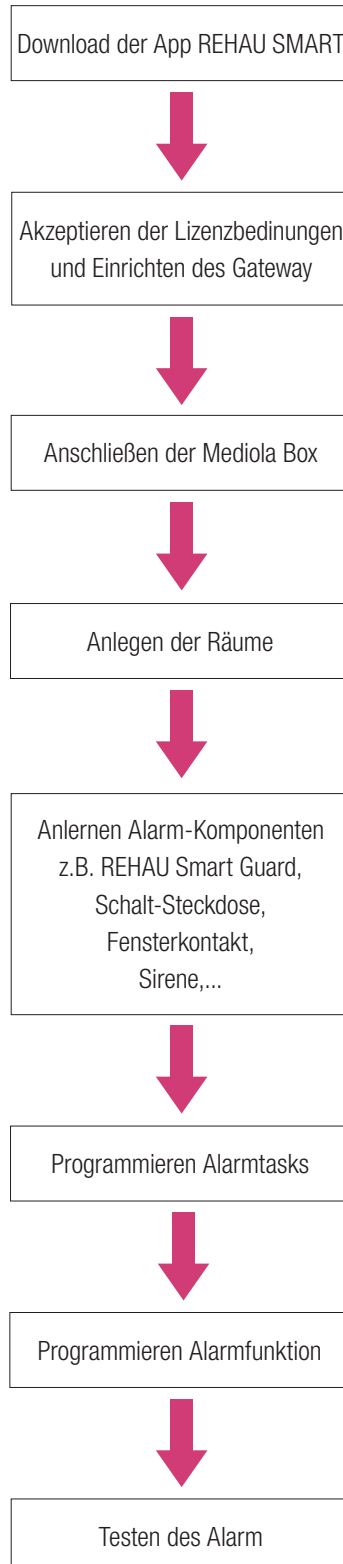 Download der App REHAU SMART
Akzeptieren der Lizenzbedinungen
und Einrichten des Gateway
Anschließen der Mediola Box
Anlegen der Räume
Anlernen Alarm-Komponenten
z.B. REHAU Smart Guard,
Schalt-Steckdose,
Fensterkontakt,
Sirene,...
Programmieren Alarmtasks
Programmieren Alarmfunktion
Testen des Alarm